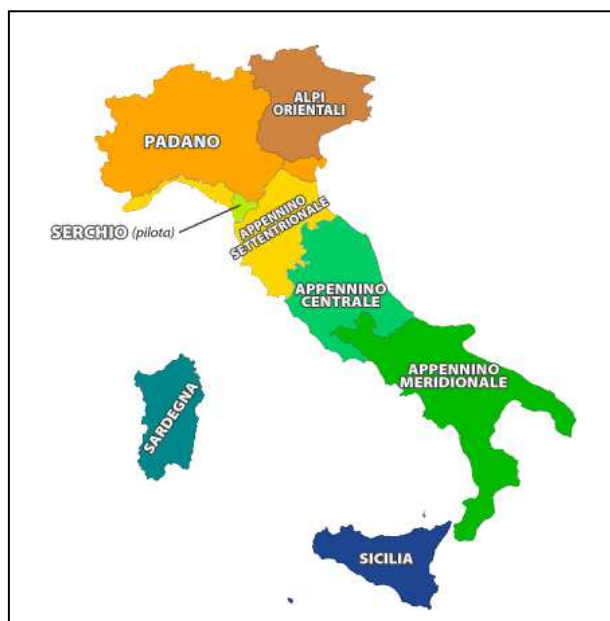 ALPI
ORIENTALI
PADANO
SERCHIO (pilota)
APPENNINO
SETTENTRIONALE
APPENNINO
CENTRALE
APPENNINO
MERIDIONALE
SARDEGNA
SICILIA